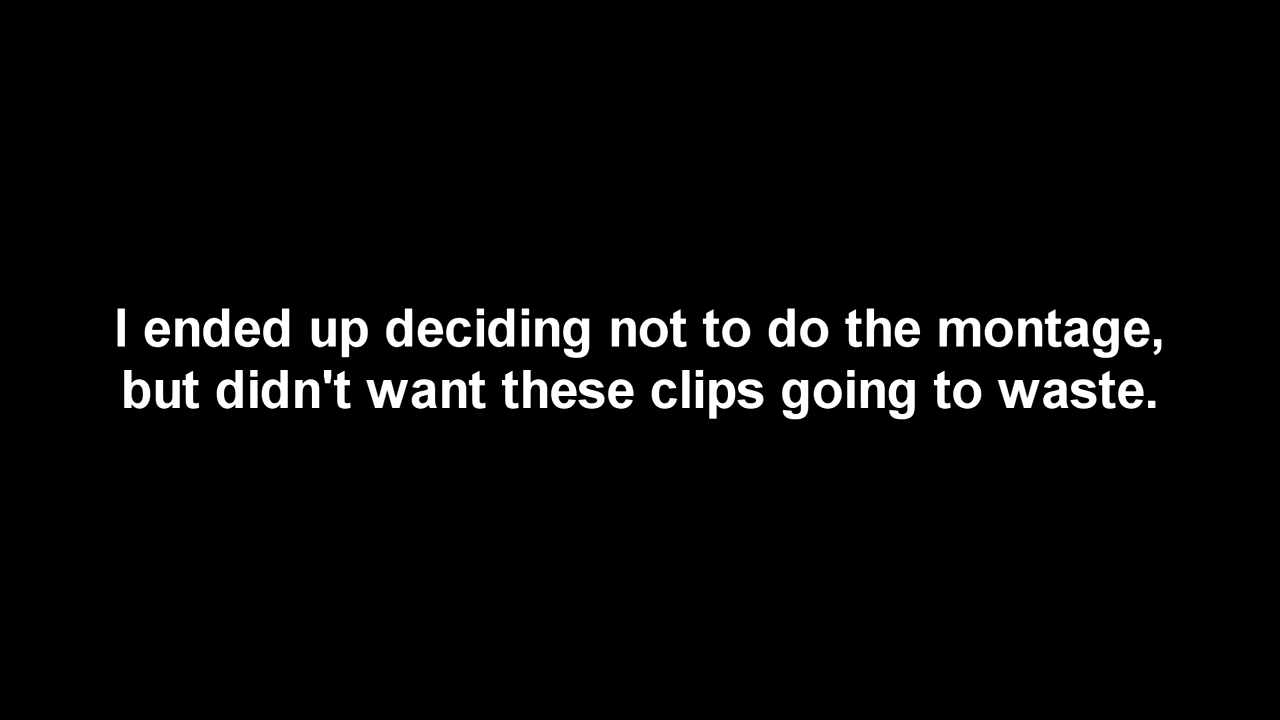 I ended up deciding not to do the montage,
but didn't want these clips going to waste.